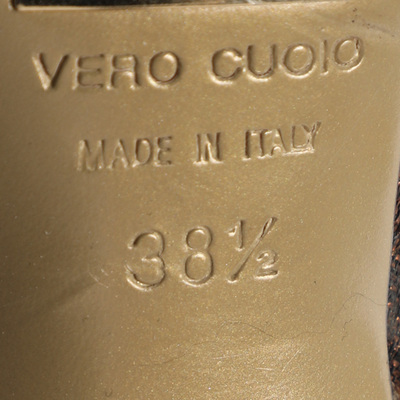 VERO CUOIO
MADE IN ITALY
38½